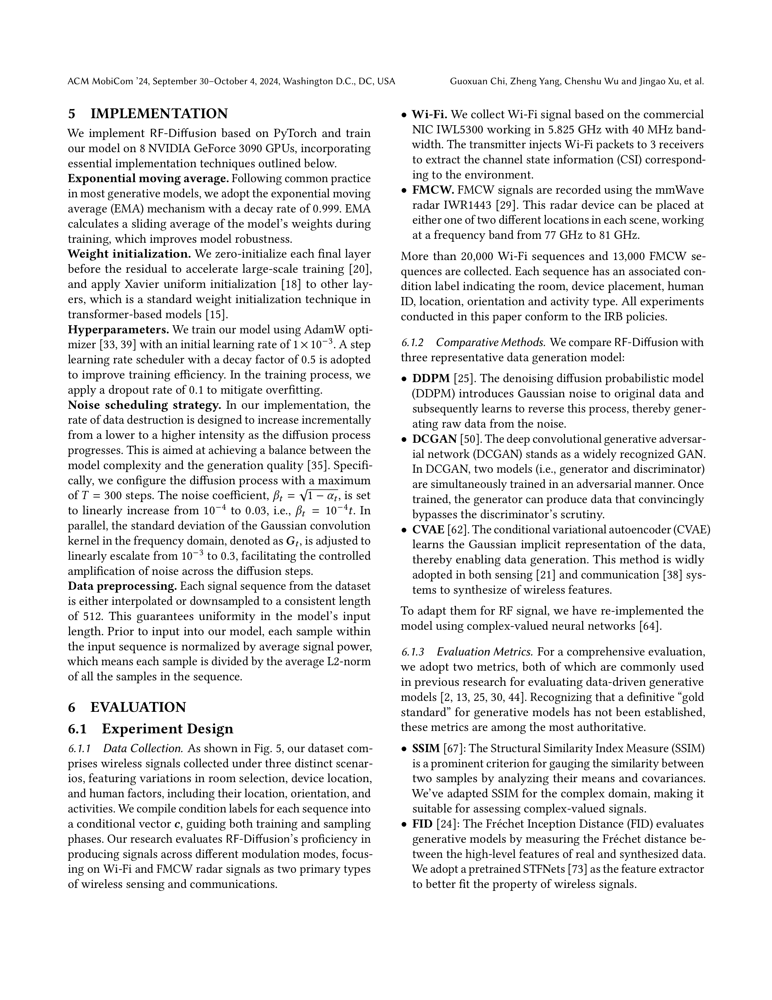 ACM MobiCom ’24, September 30–October 4, 2024, Washington D.C., DC, USA
Guoxuan Chi, Zheng Yang, Chenshu Wu and Jingao Xu, et al.
5 IMPLEMENTATION
We implement RF-Diffusion based on PyTorch and train
our model on 8 NVIDIA GeForce 3090 GPUs, incorporating
essential implementation techniques outlined below.
Exponential moving average. Following common practice
in most generative models, we adopt the exponential moving
average (EMA) mechanism with a decay rate of 0.999. EMA
calculates a sliding average of the model’s weights during
training, which improves model robustness.
Weight initialization. We zero-initialize each final layer
before the residual to accelerate large-scale training [20],
and apply Xavier uniform initialization [18] to other lay-
ers, which is a standard weight initialization technique in
transformer-based models [15].
Hyperparameters. We train our model using AdamW opti-
mizer [33, 39] with an initial learning rate of 1 × 10⁻³. A step
learning rate scheduler with a decay factor of 0.5 is adopted
to improve training efficiency. In the training process, we
apply a dropout rate of 0.1 to mitigate overfitting.
Noise scheduling strategy. In our implementation, the
rate of data destruction is designed to increase incrementally
from a lower to a higher intensity as the diffusion process
progresses. This is aimed at achieving a balance between the
model complexity and the generation quality [35]. Specifi-
cally, we configure the diffusion process with a maximum
of T = 300 steps. The noise coefficient, βₜ = √(1 − αₜ), is set
to linearly increase from 10⁻⁴ to 0.03, i.e., βₜ = 10⁻⁴t. In
parallel, the standard deviation of the Gaussian convolution
kernel in the frequency domain, denoted as Gₜ, is adjusted to
linearly escalate from 10⁻³ to 0.3, facilitating the controlled
amplification of noise across the diffusion steps.
Data preprocessing. Each signal sequence from the dataset
is either interpolated or downsampled to a consistent length
of 512. This guarantees uniformity in the model’s input
length. Prior to input into our model, each sample within
the input sequence is normalized by average signal power,
which means each sample is divided by the average L2-norm
of all the samples in the sequence.
6 EVALUATION
6.1 Experiment Design
6.1.1 Data Collection. As shown in Fig. 5, our dataset com-
prises wireless signals collected under three distinct scenar-
ios, featuring variations in room selection, device location,
and human factors, including their location, orientation, and
activities. We compile condition labels for each sequence into
a conditional vector c, guiding both training and sampling
phases. Our research evaluates RF-Diffusion’s proficiency in
producing signals across different modulation modes, focus-
ing on Wi-Fi and FMCW radar signals as two primary types
of wireless sensing and communications.
● Wi-Fi. We collect Wi-Fi signal based on the commercial
NIC IWL5300 working in 5.825 GHz with 40 MHz band-
width. The transmitter injects Wi-Fi packets to 3 receivers
to extract the channel state information (CSI) correspond-
ing to the environment.
● FMCW. FMCW signals are recorded using the mmWave
radar IWR1443 [29]. This radar device can be placed at
either one of two different locations in each scene, working
at a frequency band from 77 GHz to 81 GHz.
More than 20,000 Wi-Fi sequences and 13,000 FMCW se-
quences are collected. Each sequence has an associated con-
dition label indicating the room, device placement, human
ID, location, orientation and activity type. All experiments
conducted in this paper conform to the IRB policies.
6.1.2 Comparative Methods. We compare RF-Diffusion with
three representative data generation model:
● DDPM [25]. The denoising diffusion probabilistic model
(DDPM) introduces Gaussian noise to original data and
subsequently learns to reverse this process, thereby gener-
ating raw data from the noise.
● DCGAN [50]. The deep convolutional generative adversar-
ial network (DCGAN) stands as a widely recognized GAN.
In DCGAN, two models (i.e., generator and discriminator)
are simultaneously trained in an adversarial manner. Once
trained, the generator can produce data that convincingly
bypasses the discriminator’s scrutiny.
● CVAE [62]. The conditional variational autoencoder (CVAE)
learns the Gaussian implicit representation of the data,
thereby enabling data generation. This method is widly
adopted in both sensing [21] and communication [38] sys-
tems to synthesize of wireless features.
To adapt them for RF signal, we have re-implemented the
model using complex-valued neural networks [64].
6.1.3 Evaluation Metrics. For a comprehensive evaluation,
we adopt two metrics, both of which are commonly used
in previous research for evaluating data-driven generative
models [2, 13, 25, 30, 44]. Recognizing that a definitive “gold
standard” for generative models has not been established,
these metrics are among the most authoritative.
● SSIM [67]: The Structural Similarity Index Measure (SSIM)
is a prominent criterion for gauging the similarity between
two samples by analyzing their means and covariances.
We’ve adapted SSIM for the complex domain, making it
suitable for assessing complex-valued signals.
● FID [24]: The Fréchet Inception Distance (FID) evaluates
generative models by measuring the Fréchet distance be-
tween the high-level features of real and synthesized data.
We adopt a pretrained STFNets [73] as the feature extractor
to better fit the property of wireless signals.